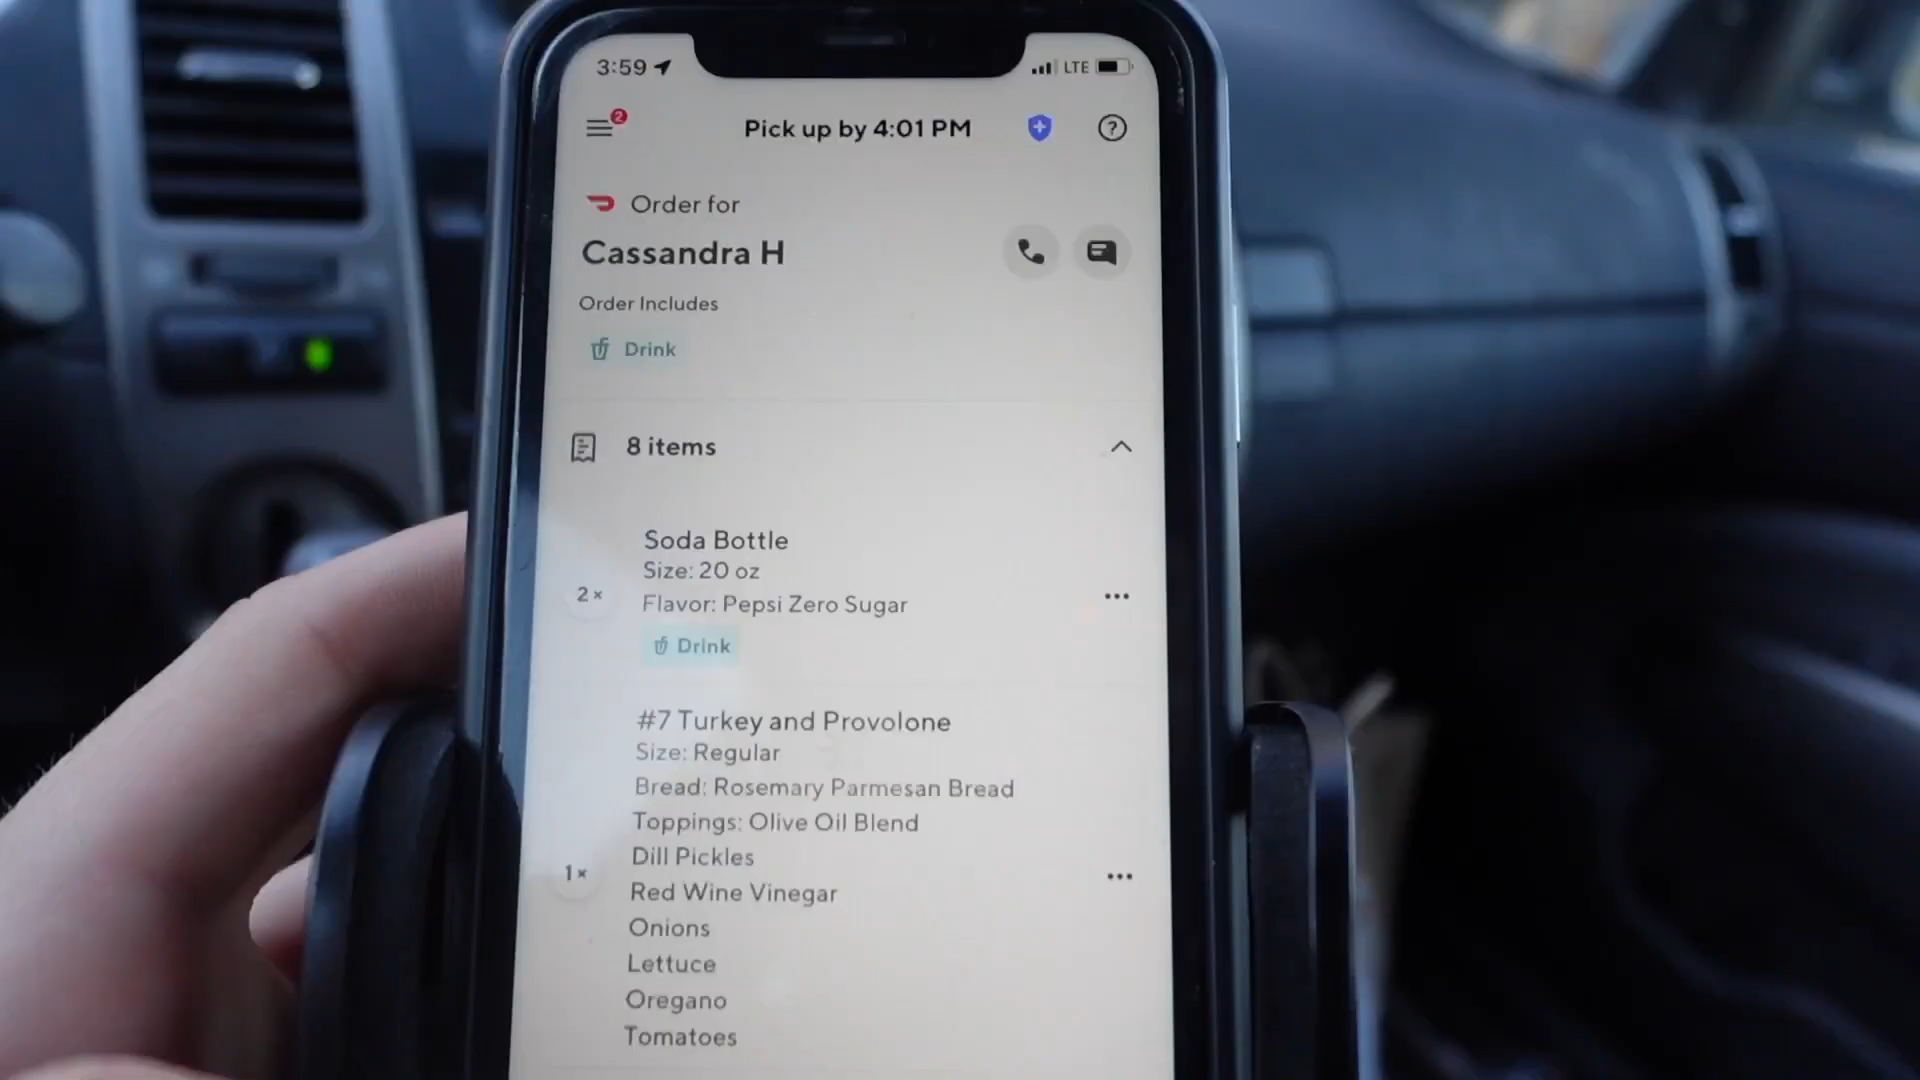 3:59
LTE
2
Pick up by 4:01 PM
?
Order for
Cassandra H
Order Includes
Drink
8 items
Soda Bottle
Size: 20 oz
2×
Flavor: Pepsi Zero Sugar
Drink
#7 Turkey and Provolone
Size: Regular
Bread: Rosemary Parmesan Bread
Toppings: Olive Oil Blend
Dill Pickles
1×
Red Wine Vinegar
Onions
Lettuce
Oregano
Tomatoes